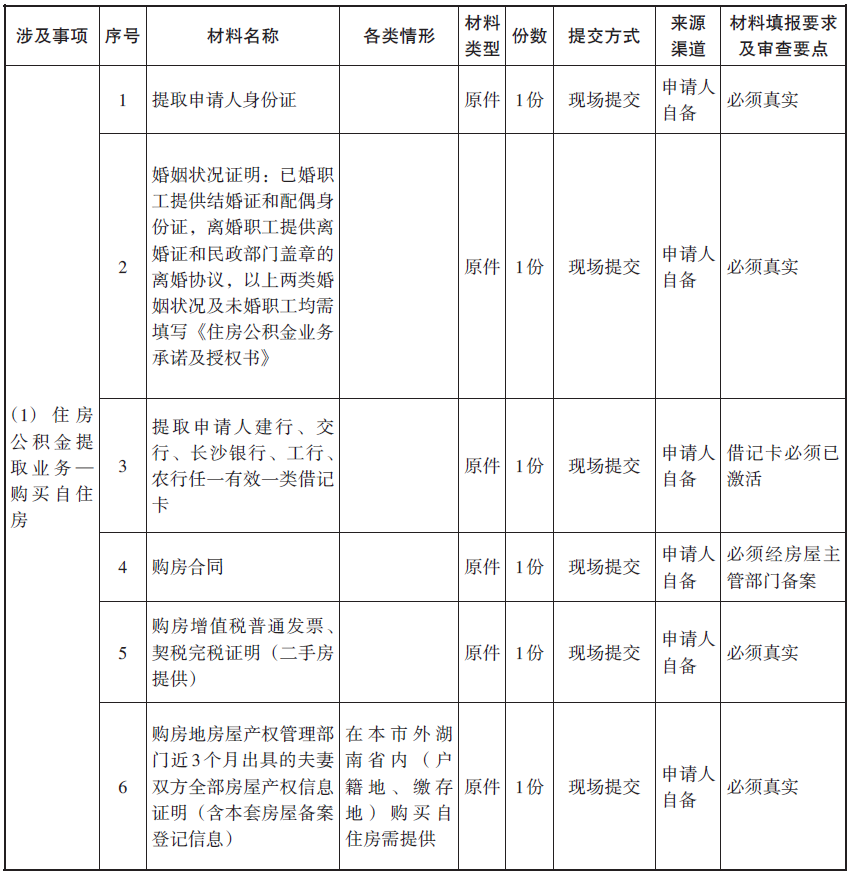 涉及事项 序号 材料名称 各类情形 材料类型 份数 提交方式 来源渠道 材料填报要求及审查要点
(1) 住房
公积金提
取业务—
购买自住
房
1 提取申请人身份证 原件 1份 现场提交 申请人自备 必须真实
2
婚姻状况证明：已婚职
工提供结婚证和配偶身
份证，离婚职工提供离
婚证和民政部门盖章的
离婚协议，以上两类婚
姻状况及未婚职工均需
填写《住房公积金业务
承诺及授权书》
原件 1份 现场提交 申请人自备 必须真实
3
提取申请人建行、交
行、长沙银行、工行、
农行任一有效一类借记
卡
原件 1份 现场提交 申请人自备 借记卡必须已激活
4 购房合同 原件 1份 现场提交 申请人自备 必须经房屋主管部门备案
5
购房增值税普通发票、
契税完税证明（二手房
提供）
原件 1份 现场提交 申请人自备 必须真实
6
购房地房屋产权管理部
门近3个月出具的夫妻
双方全部房屋产权信息
证明（含本套房屋备案
登记信息）
在本市外湖
南省内（户
籍地、缴存
地）购买自
住房需提供
原件 1份 现场提交 申请人自备 必须真实